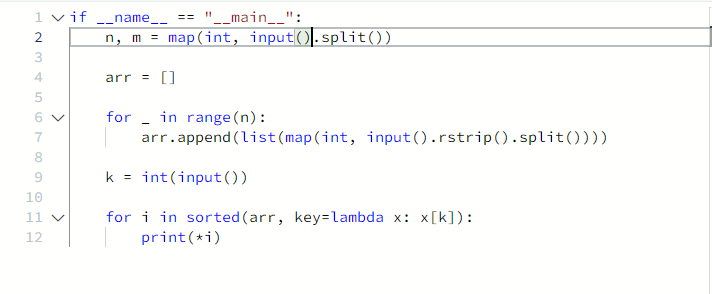 1 if __name__ == "__main__":
2 n, m = map(int, input().split())
3
4 arr = []
5
6 for _ in range(n):
7 arr.append(list(map(int, input().rstrip().split())))
8
9 k = int(input())
10
11 for i in sorted(arr, key=lambda x: x[k]):
12 print(*i)